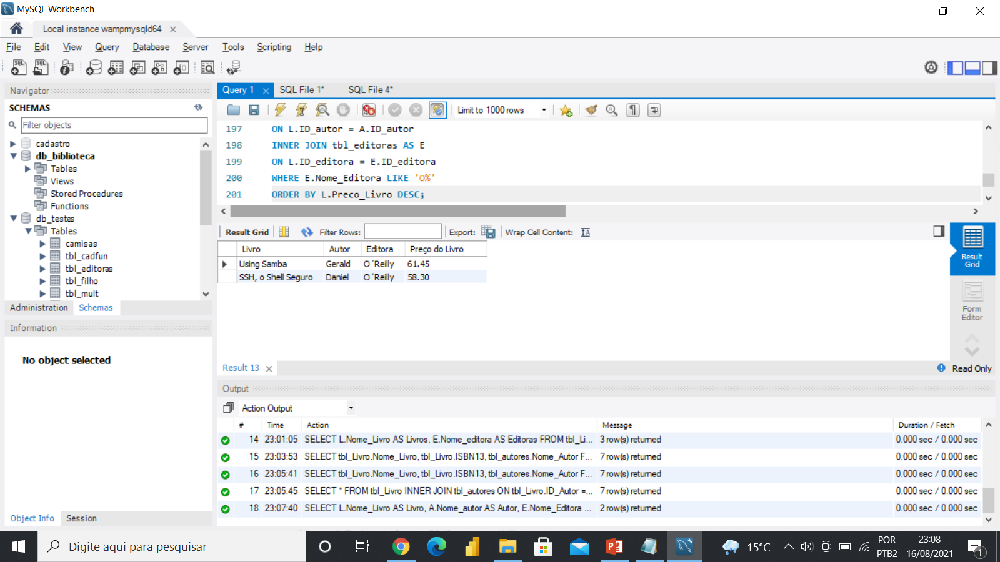 MySQL Workbench
Local instance wampmysqld64
File Edit View Query Database Server Tools Scripting Help
Navigator
SCHEMAS
Filter objects
cadastro
db_biblioteca
Tables
Views
Stored Procedures
Functions
db_testes
Tables
camisas
tbl_cadfun
tbl_editoras
tbl_filho
tbl_mult
Administration Schemas
Information
No object selected
Object Info Session
Query 1 SQL File 1* SQL File 4*
Limit to 1000 rows
197 ON L.ID_autor = A.ID_autor
198 INNER JOIN tbl_editoras AS E
199 ON L.ID_editora = E.ID_editora
200 WHERE E.Nome_Editora LIKE 'O%'
201 ORDER BY L.Preco_Livro DESC;
Result Grid Filter Rows: Export: Wrap Cell Content:
Livro Autor Editora Preço do Livro
Using Samba Gerald O´Reilly 61.45
SSH, o Shell Seguro Daniel O´Reilly 58.30
Result Grid
Form Editor
Result 13
Read Only
Output
Action Output
# Time Action Message Duration / Fetch
14 23:01:05 SELECT L.Nome_Livro AS Livros, E.Nome_editora AS Editoras FROM tbl_Li... 3 row(s) returned 0.000 sec / 0.000 sec
15 23:03:53 SELECT tbl_Livro.Nome_Livro, tbl_Livro.ISBN13, tbl_autores.Nome_Autor F... 7 row(s) returned 0.000 sec / 0.000 sec
16 23:05:41 SELECT tbl_Livro.Nome_Livro, tbl_Livro.ISBN13, tbl_autores.Nome_Autor F... 7 row(s) returned 0.000 sec / 0.000 sec
17 23:05:45 SELECT * FROM tbl_Livro INNER JOIN tbl_autores ON tbl_Livro.ID_Autor =... 7 row(s) returned 0.000 sec / 0.000 sec
18 23:07:40 SELECT L.Nome_Livro AS Livro, A.Nome_autor AS Autor, E.Nome_Editora ... 2 row(s) returned 0.000 sec / 0.000 sec
Digite aqui para pesquisar
15°C
POR
PTB2
23:08
16/08/2021
1